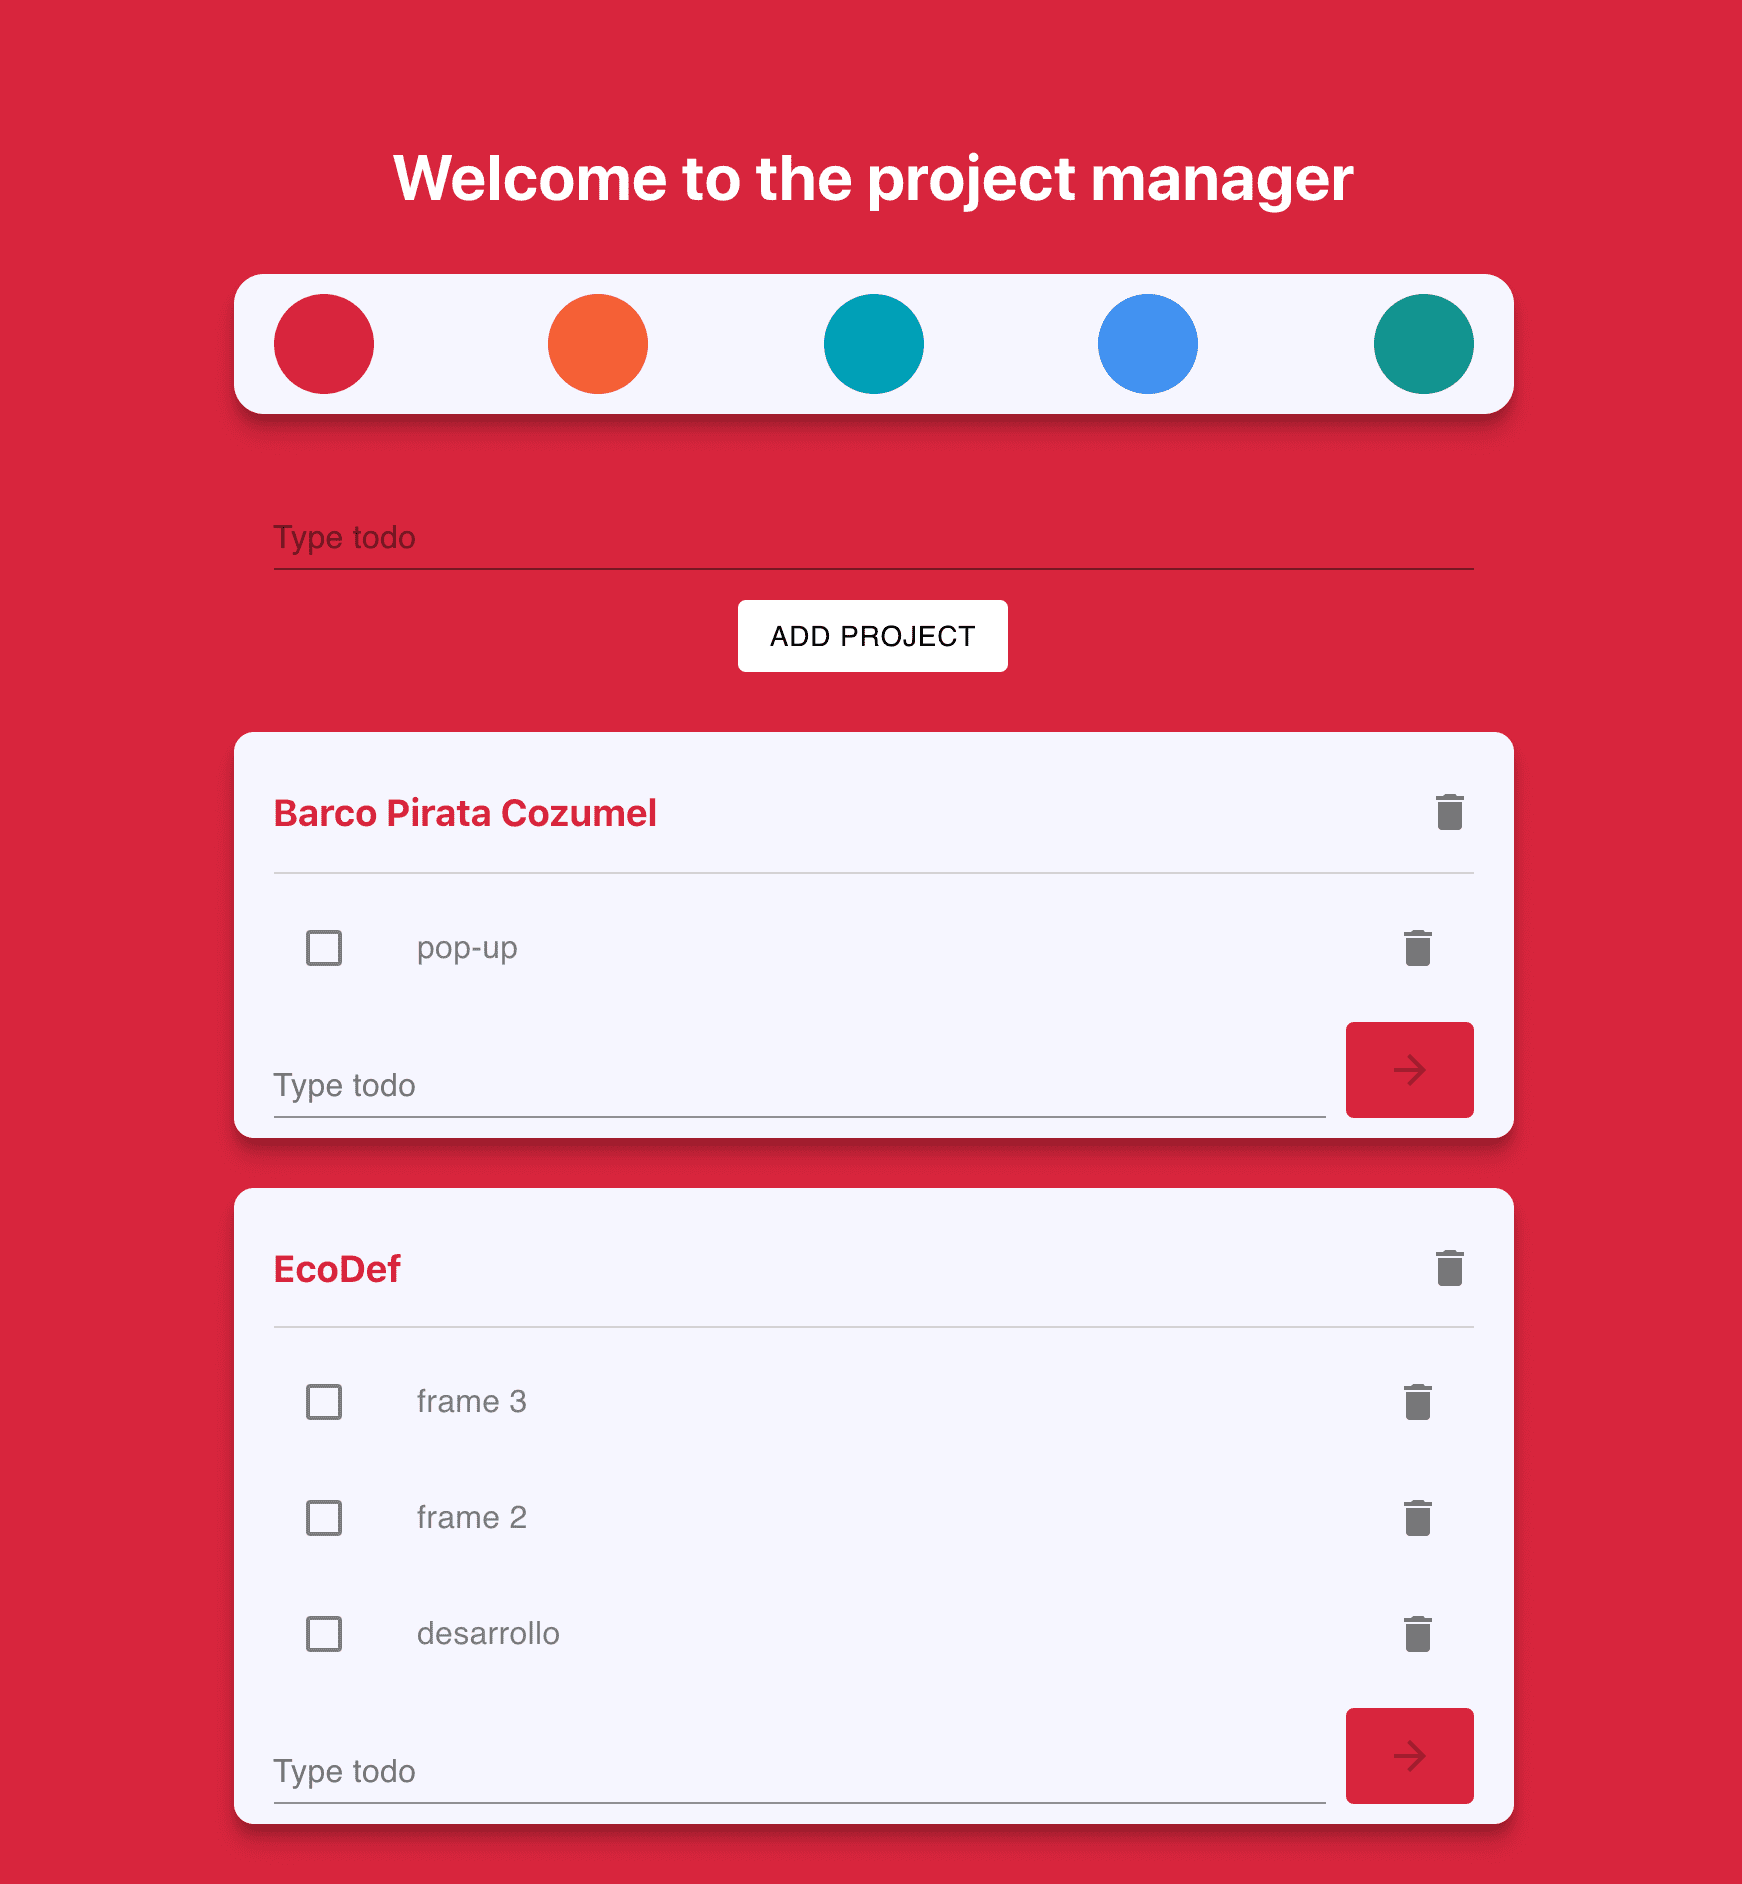 Welcome to the project manager
Type todo
ADD PROJECT
Barco Pirata Cozumel
pop-up
Type todo
EcoDef
frame 3
frame 2
desarrollo
Type todo